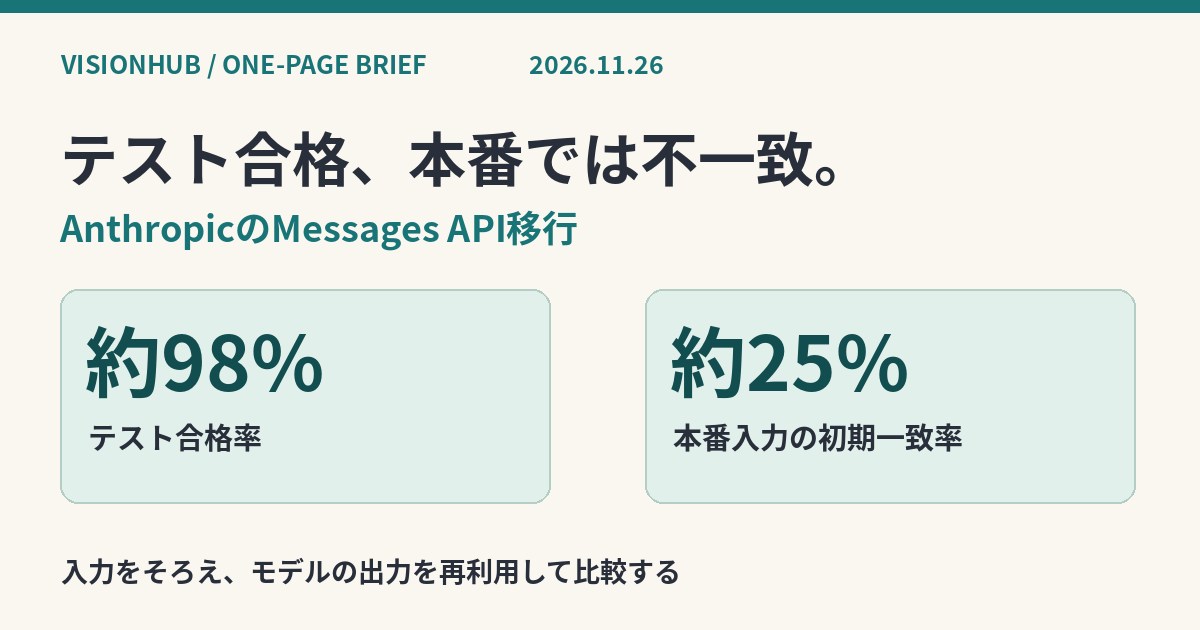 VISIONHUB / ONE-PAGE BRIEF 2026.11.26
テスト合格、本番では不一致。
AnthropicのMessages API移行
約98%
テスト合格率
約25%
本番入力の初期一致率
入力をそろえ、モデルの出力を再利用して比較する